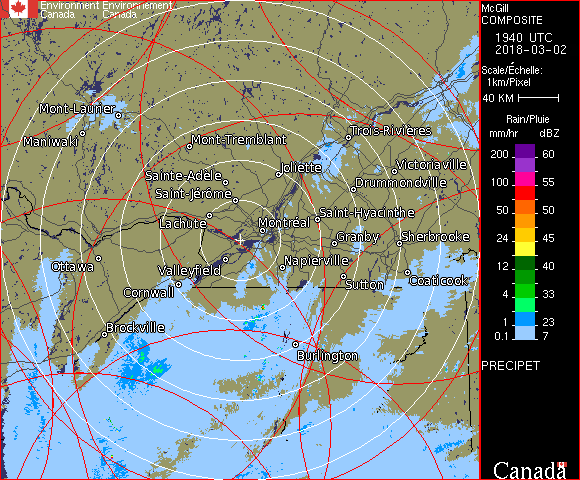 Environment Environnement
Canada Canada
McGill
COMPOSITE
1940 UTC
2018-03-02
Scale/Échelle:
1km/Pixel
40 KM
Rain/Pluie
mm/hr dBZ
200 60
100 55
50 50
24 45
12 40
4 33
1 23
0.1 7
PRECIPET
Canada
Mont-Laurier
Maniwaki
Mont-Tremblant
Trois-Rivières
Joliette
Victoriaville
Sainte-Adèle
Drummondville
Saint-Jérôme
Lachute
Montréal
Saint-Hyacinthe
Granby
Sherbrooke
Ottawa
Valleyfield
Napierville
Cornwall
Sutton
Coaticook
Brockville
Burlington